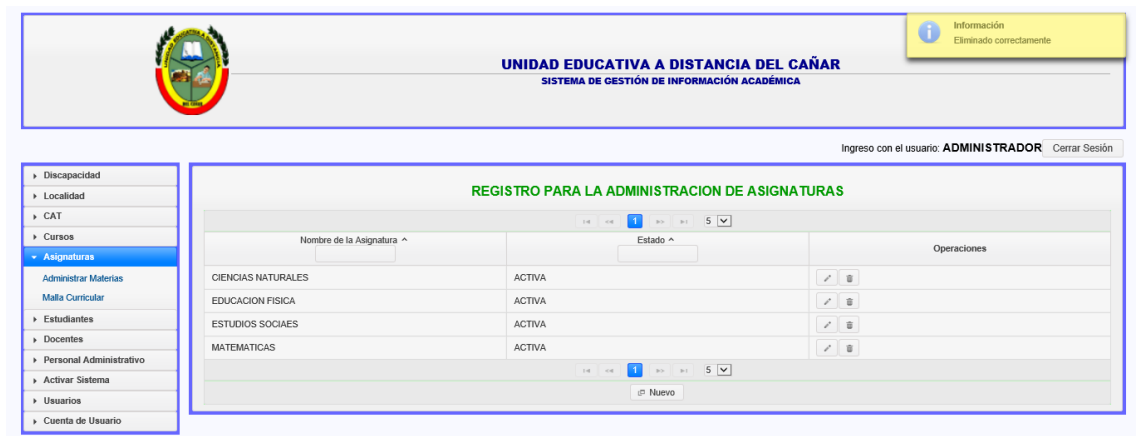 Información
Eliminado correctamente
UNIDAD EDUCATIVA A DISTANCIA DEL CAÑAR
SISTEMA DE GESTIÓN DE INFORMACIÓN ACADÉMICA
Ingreso con el usuario: ADMINISTRADOR Cerrar Sesión
Discapacidad
Localidad
CAT
Cursos
Asignaturas
Administrar Materias
Malla Curricular
Estudiantes
Docentes
Personal Administrativo
Activar Sistema
Usuarios
Cuenta de Usuario
REGISTRO PARA LA ADMINISTRACION DE ASIGNATURAS
1 5
Nombre de la Asignatura Estado Operaciones
CIENCIAS NATURALES ACTIVA
EDUCACION FISICA ACTIVA
ESTUDIOS SOCIAES ACTIVA
MATEMATICAS ACTIVA
1 5
Nuevo